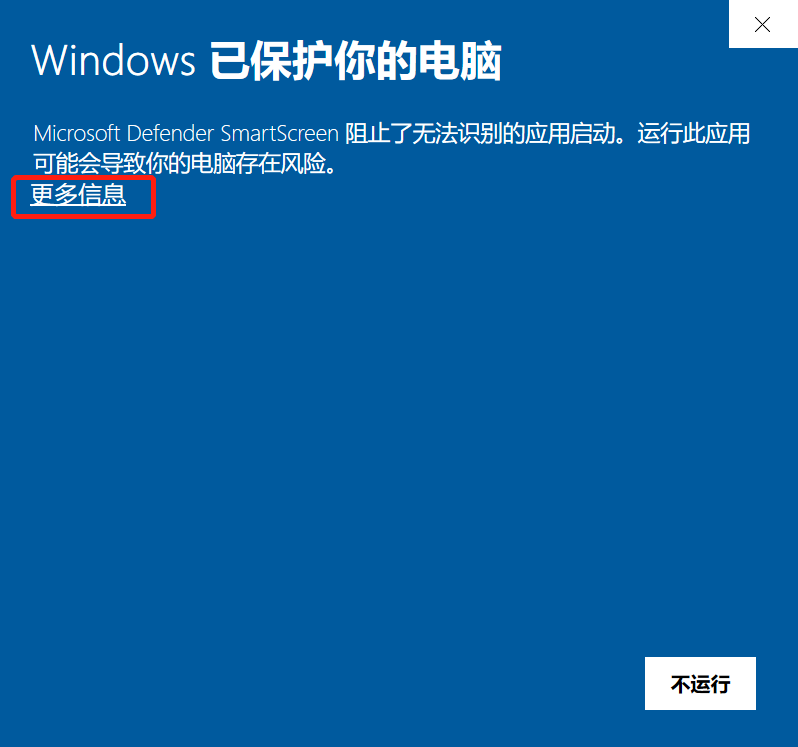 Windows 已保护你的电脑
Microsoft Defender SmartScreen 阻止了无法识别的应用启动。运行此应用
可能会导致你的电脑存在风险。
更多信息
不运行